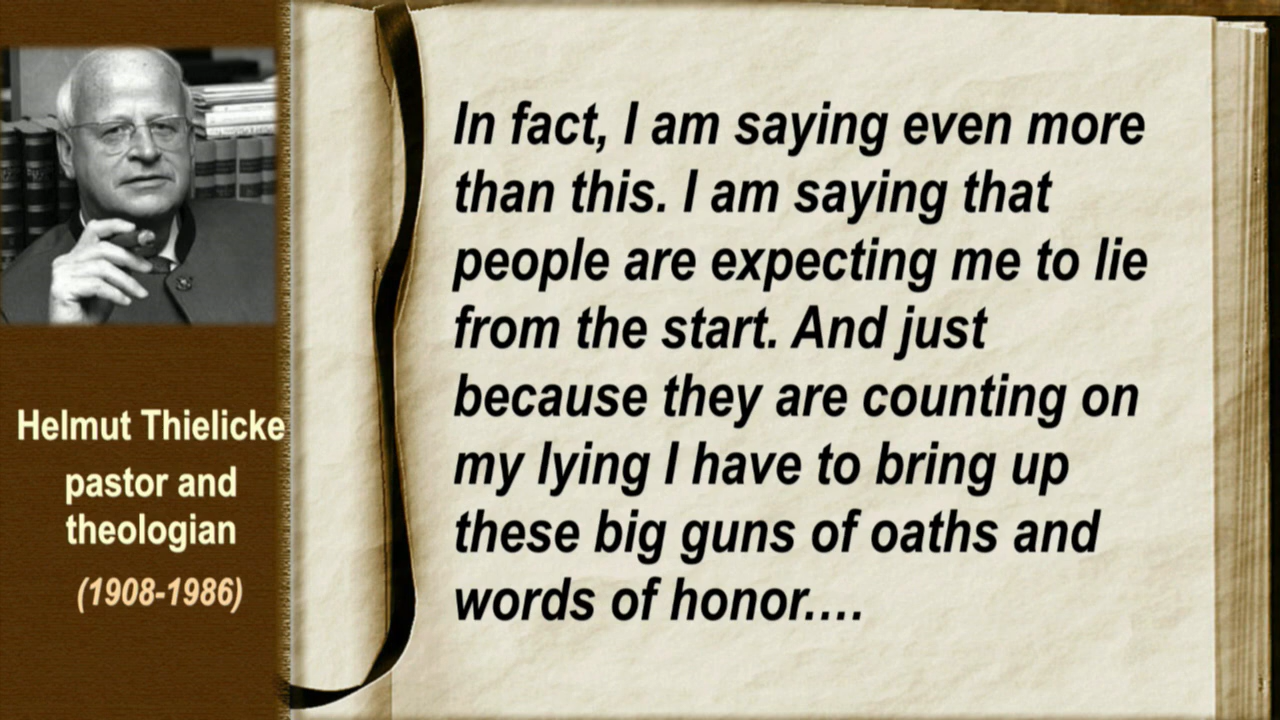 Helmut Thielicke
pastor and
theologian
(1908-1986)
In fact, I am saying even more
than this. I am saying that
people are expecting me to lie
from the start. And just
because they are counting on
my lying I have to bring up
these big guns of oaths and
words of honor....